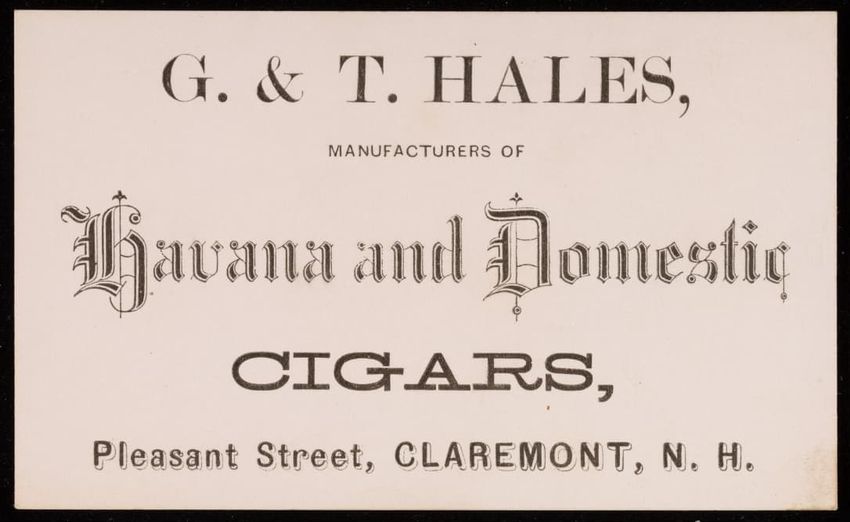 G. & T. HALES,
MANUFACTURERS OF
Havana and Domestic
CIGARS,
Pleasant Street, CLAREMONT, N. H.